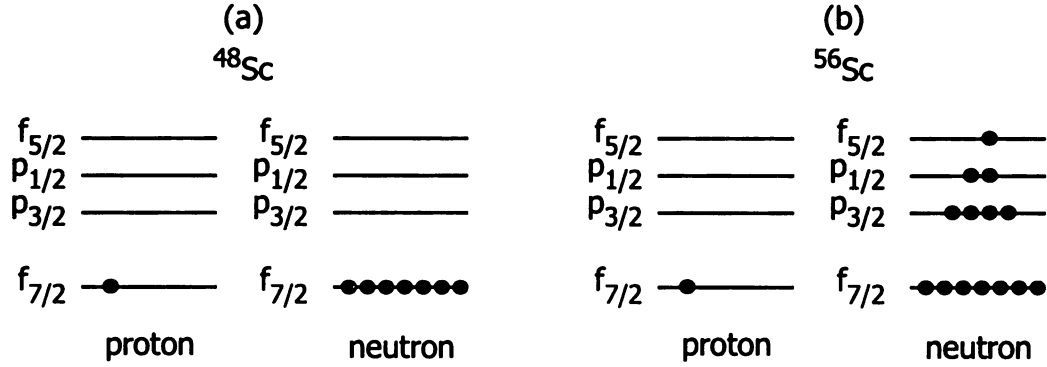 (a)
⁴⁸Sc
f₅/₂ f₅/₂
p₁/₂ p₁/₂
p₃/₂ p₃/₂
f₇/₂ f₇/₂
proton neutron
(b)
⁵⁶Sc
f₅/₂ f₅/₂
p₁/₂ p₁/₂
p₃/₂ p₃/₂
f₇/₂ f₇/₂
proton neutron